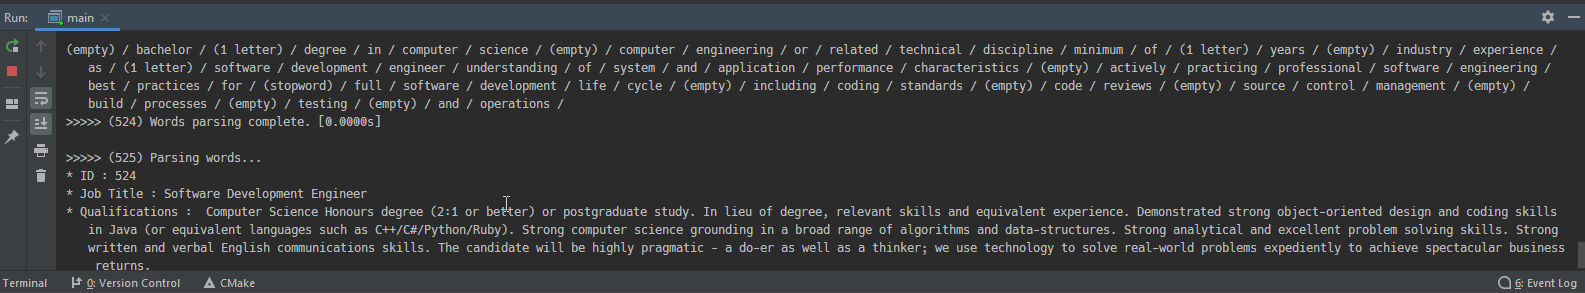 Run: main
(empty) / bachelor / (1 letter) / degree / in / computer / science / (empty) / computer / engineering / or / related / technical / discipline / minimum / of / (1 letter) / years / (empty) / industry / experience /
as / (1 letter) / software / development / engineer / understanding / of / system / and / application / performance / characteristics / (empty) / actively / practicing / professional / software / engineering /
best / practices / for / (stopword) / full / software / development / life / cycle / (empty) / including / coding / standards / (empty) / code / reviews / (empty) / source / control / management / (empty) /
build / processes / (empty) / testing / (empty) / and / operations /
>>>>> (524) Words parsing complete. [0.0000s]
>>>>> (525) Parsing words...
* ID : 524
* Job Title : Software Development Engineer
* Qualifications :  Computer Science Honours degree (2:1 or better) or postgraduate study. In lieu of degree, relevant skills and equivalent experience. Demonstrated strong object-oriented design and coding skills
in Java (or equivalent languages such as C++/C#/Python/Ruby). Strong computer science grounding in a broad range of algorithms and data-structures. Strong analytical and excellent problem solving skills. Strong
written and verbal English communications skills. The candidate will be highly pragmatic - a do-er as well as a thinker; we use technology to solve real-world problems expediently to achieve spectacular business
returns.
Terminal 9: Version Control CMake 6: Event Log